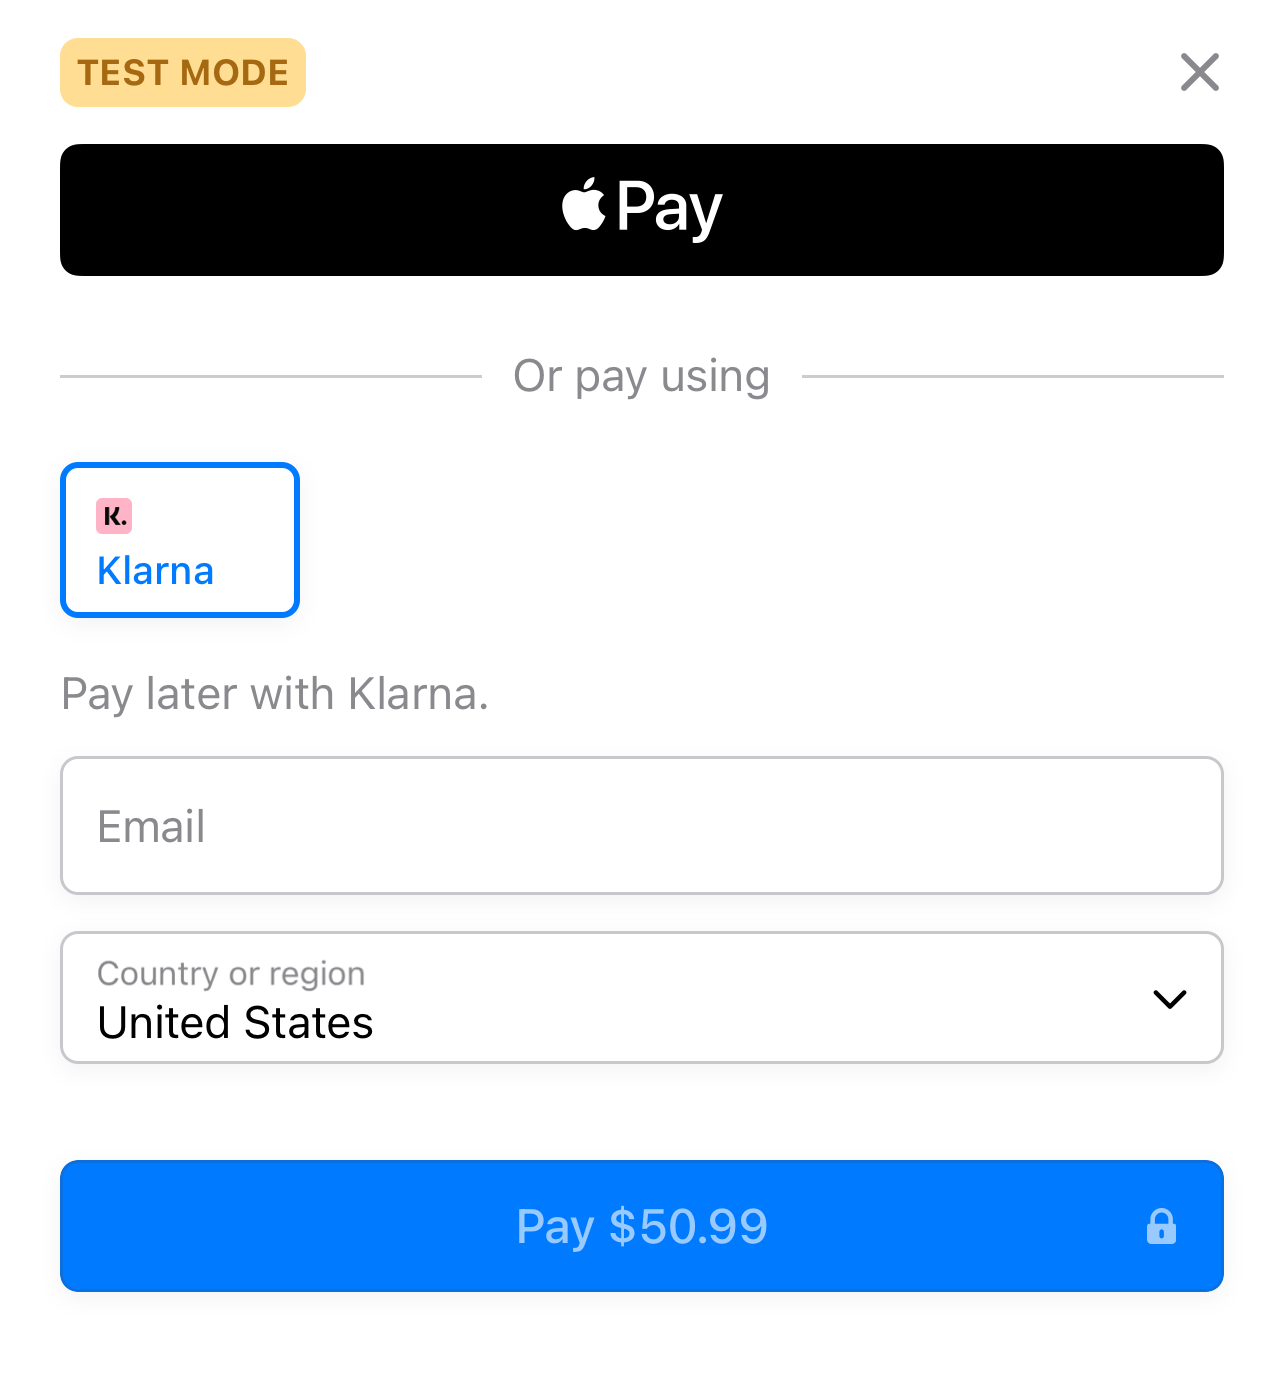 TEST MODE
Pay
Or pay using
K.
Klarna
Pay later with Klarna.
Email
Country or region
United States
Pay $50.99